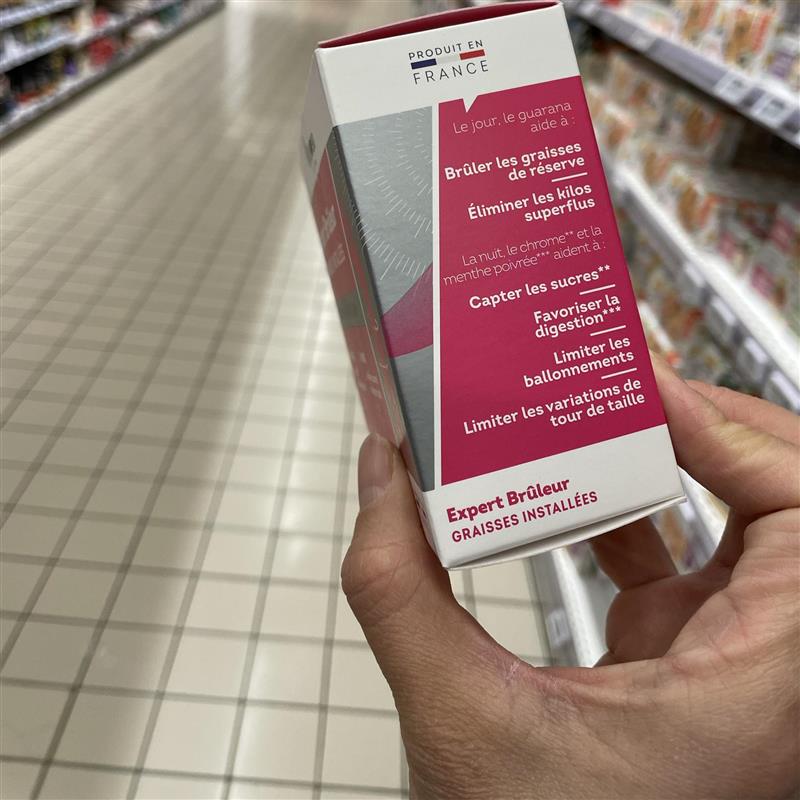 PRODUIT EN
FRANCE
Le jour, le guarana
aide à :
Brûler les graisses
de réserve
Éliminer les kilos
superflus
La nuit, le chrome** et la
menthe poivrée*** aident à :
Capter les sucres**
Favoriser la
digestion***
Limiter les
ballonnements
Limiter les variations de
tour de taille
Expert Brûleur
GRAISSES INSTALLÉES